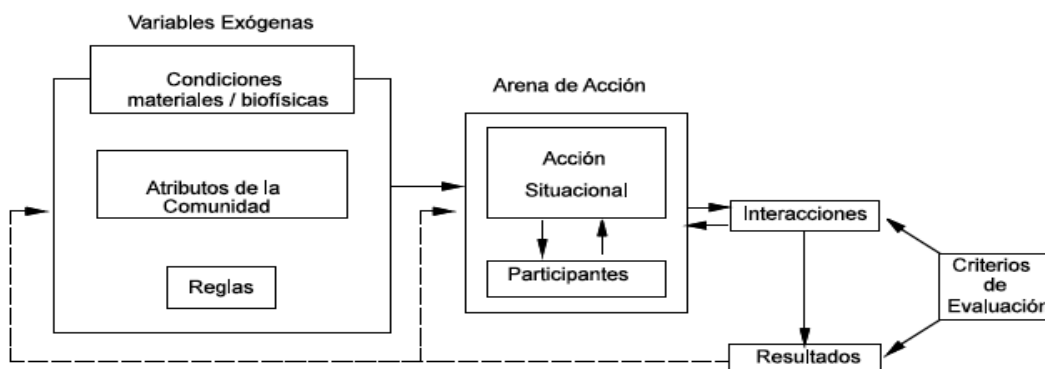 Variables Exógenas
Condiciones
materiales / biofísicas
Atributos de la
Comunidad
Reglas
Arena de Acción
Acción
Situacional
Participantes
Interacciones
Resultados
Criterios
de
Evaluación